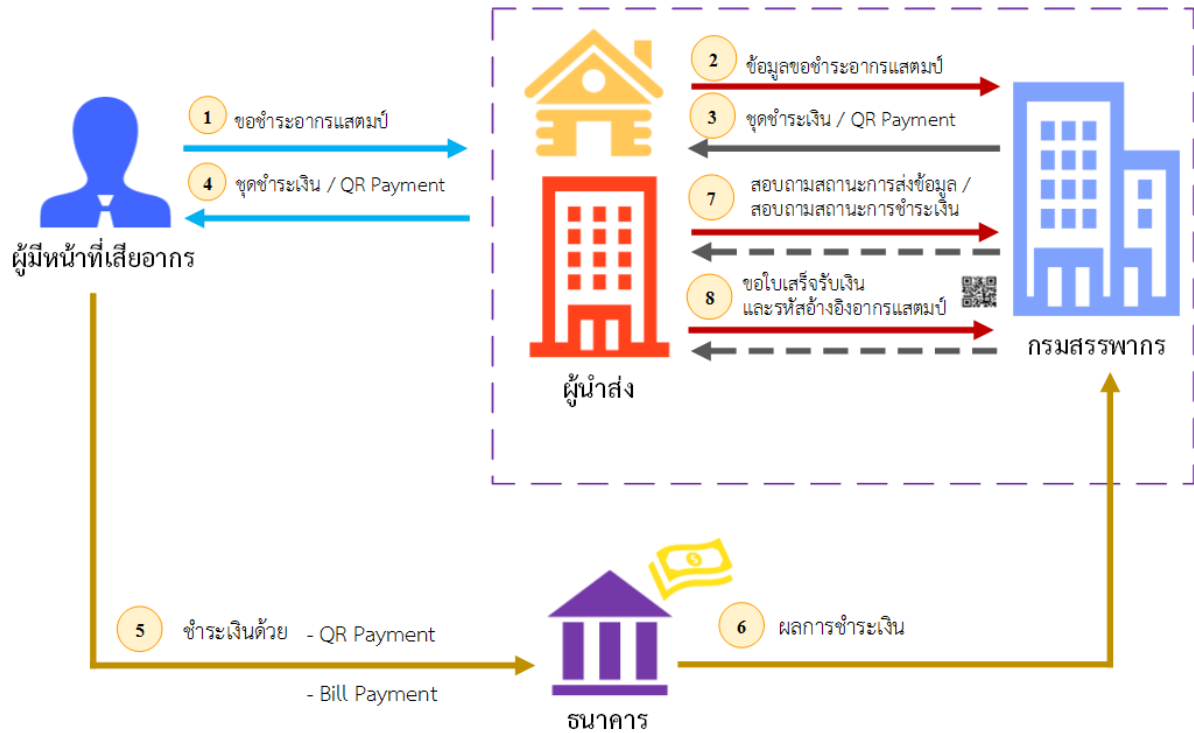 1 ขอชำระอากรแสตมป์
4 ชุดชำระเงิน / QR Payment
ผู้มีหน้าที่เสียอากร
2 ข้อมูลขอชำระอากรแสตมป์
3 ชุดชำระเงิน / QR Payment
7 สอบถามสถานะการส่งข้อมูล /
สอบถามสถานะการชำระเงิน
8 ขอใบเสร็จรับเงิน
และรหัสอ้างอิงอากรแสตมป์
ผู้นำส่ง
กรมสรรพากร
5 ชำระเงินด้วย - QR Payment
- Bill Payment
6 ผลการชำระเงิน
ธนาคาร